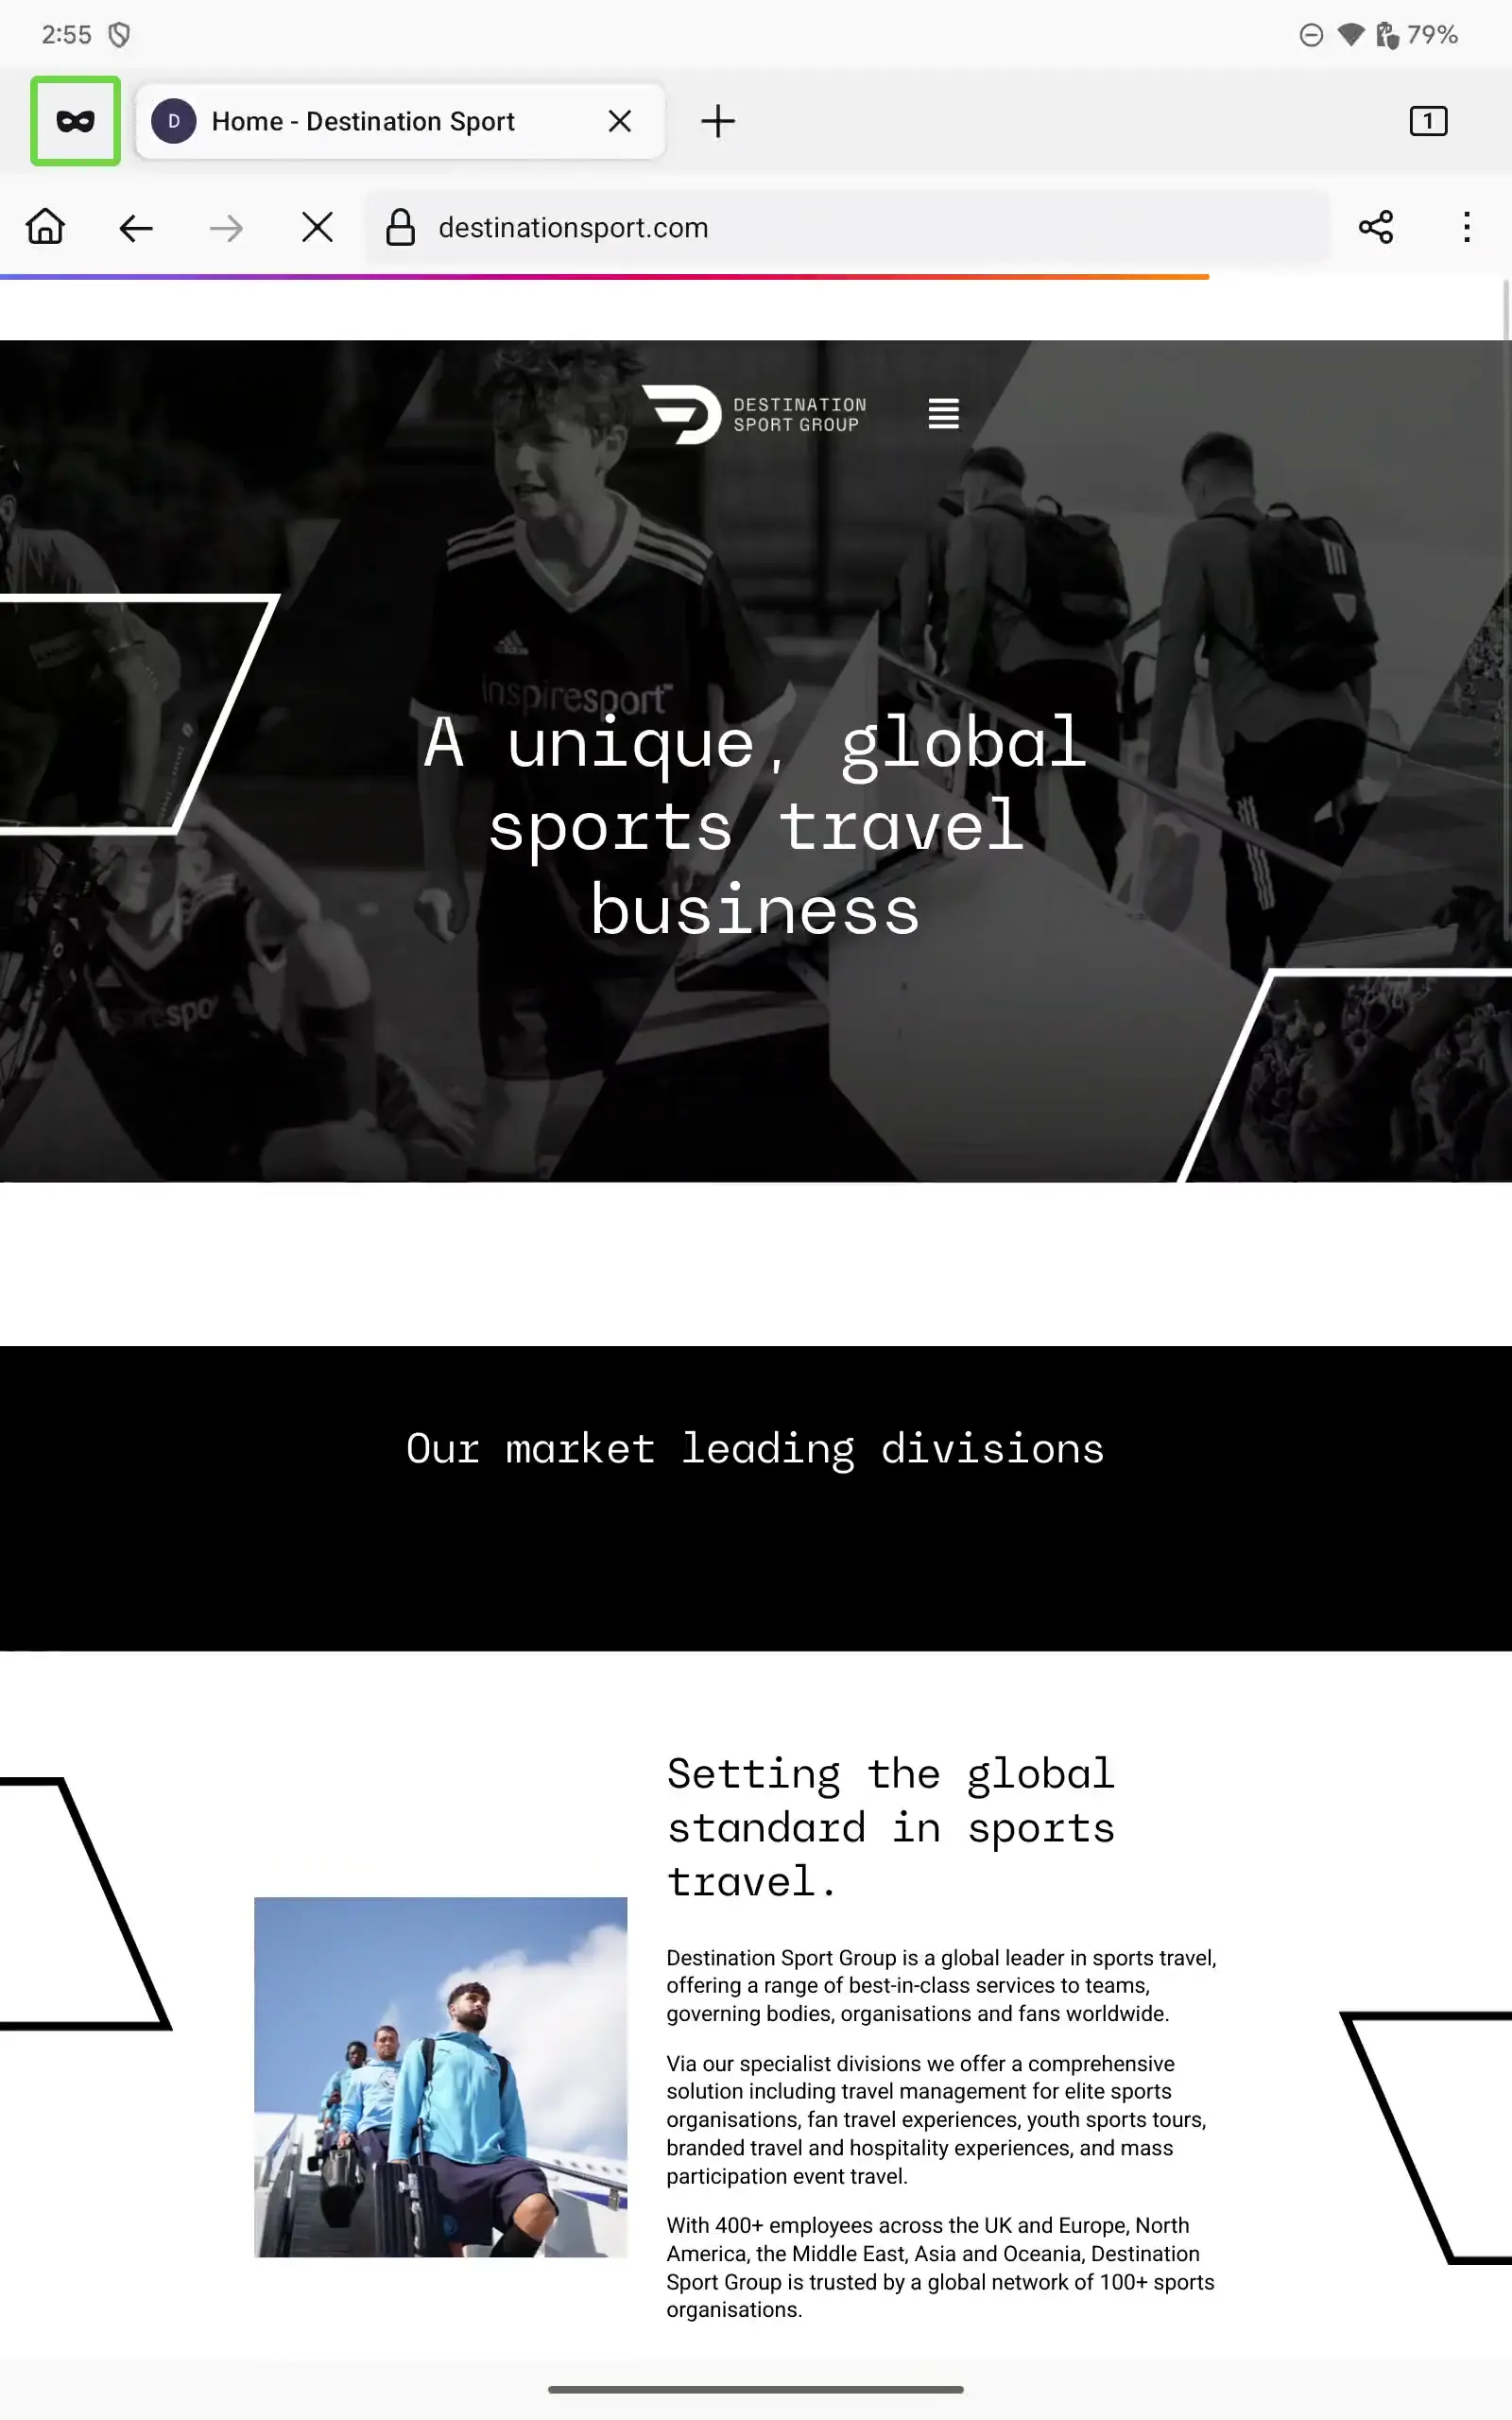 2:55
79%
D
Home - Destination Sport
1
destinationsport.com
DESTINATION
SPORT GROUP
inspiresport™
A unique, global
sports travel
business
Our market leading divisions
Setting the global
standard in sports
travel.
Destination Sport Group is a global leader in sports travel,
offering a range of best-in-class services to teams,
governing bodies, organisations and fans worldwide.
Via our specialist divisions we offer a comprehensive
solution including travel management for elite sports
organisations, fan travel experiences, youth sports tours,
branded travel and hospitality experiences, and mass
participation event travel.
With 400+ employees across the UK and Europe, North
America, the Middle East, Asia and Oceania, Destination
Sport Group is trusted by a global network of 100+ sports
organisations.